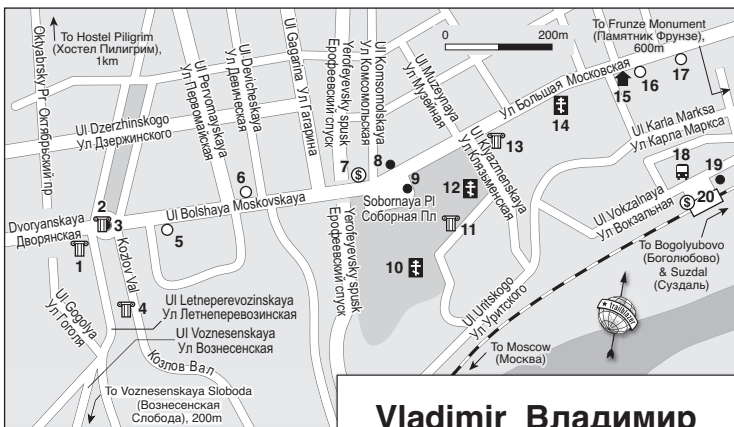 To Hostel Piligrim
(Хостел Пилигрим),
1km
Oktyabrsky Pr Октябрьский пр
Ul Pervomayskaya
Ул Первомайская
Ul Devicheskaya
Ул Девическая
Ul Gagarina Ул Гагарина
Yerofeyevsky spusk
Ерофеевский спуск
Ul Komsomolskaya
Ул Комсомольская
0 200m
Ul Muzeynaya
Ул Музейная
To Frunze Monument
(Памятник Фрунзе),
600m
Ул Большая Московская
15
16
17
14
Ul Dzerzhinskogo
Ул Дзержинского
Ul Karla Marksa
Ул Карла Маркса
13
Ul Klyazmenskaya
Ул Клязьменская
7
$
8
9
12
18
19
6
Ul Bolshaya Moskovskaya
Sobornaya Pl
Соборная Пл
Ul Vokzalnaya
Ул Вокзальная
$
20
2
3
Dvoryanskaya
Дворянская
1
5
11
10
Yerofeyevsky spusk
Ерофеевский спуск
To Bogolyubovo
(Боголюбово)
& Suzdal
(Суздаль)
Kozlov Val
4
Ul Gogolya
Ул Гоголя
Ul Letneperevozinskaya
Ул Летнеперевозинская
Ul Voznesenskaya
Ул Вознесенская
Козлов Вал
Ul Uritskogo
Ул Уритского
trailblazer
To Moscow
(Москва)
To Voznesenskaya Sloboda
(Вознесенская
Слобода), 200m
Vladimir Владимир